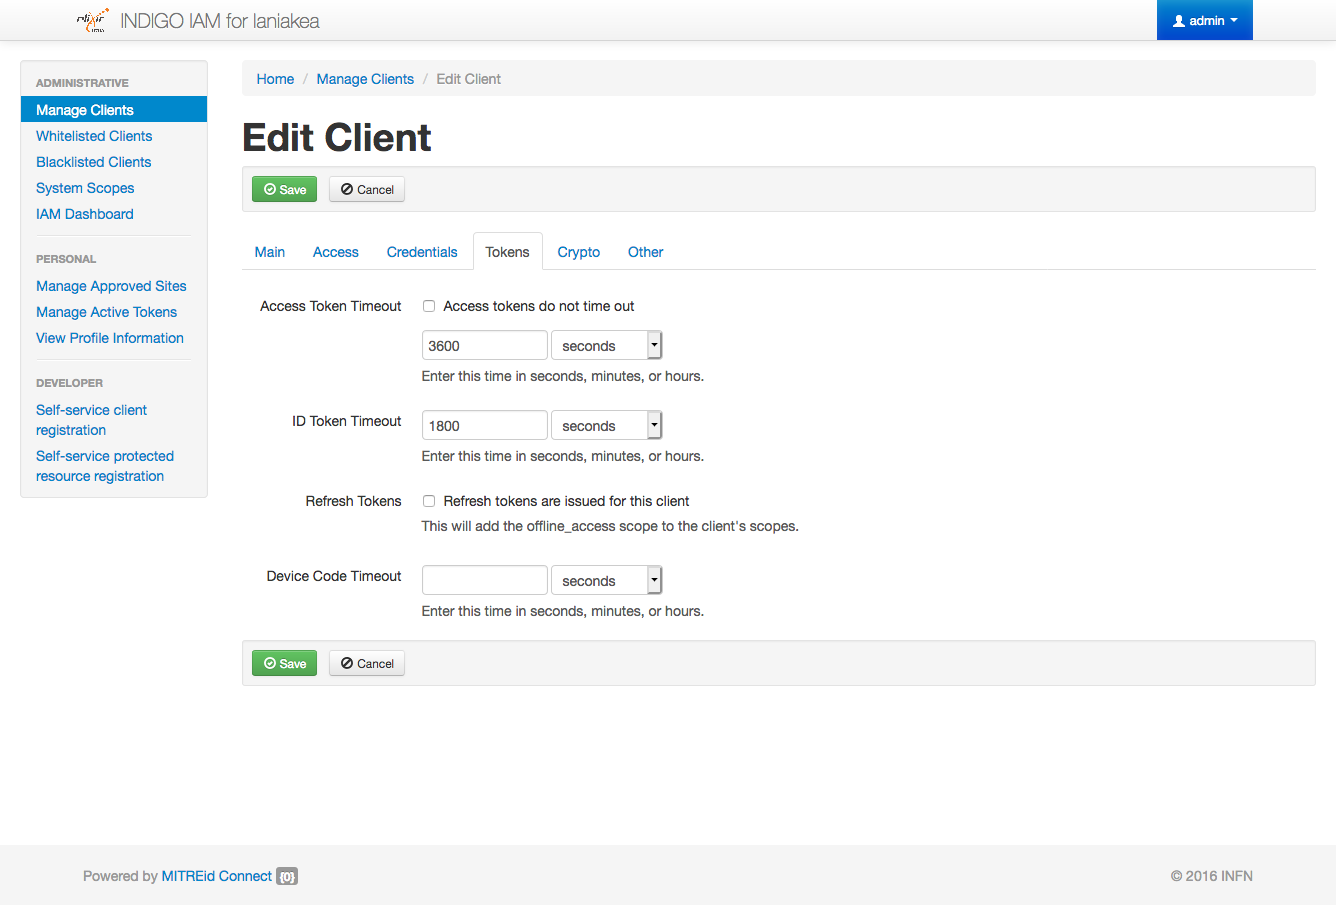 elixir INDIGO IAM for laniakea
admin
ADMINISTRATIVE
Manage Clients
Whitelisted Clients
Blacklisted Clients
System Scopes
IAM Dashboard
PERSONAL
Manage Approved Sites
Manage Active Tokens
View Profile Information
DEVELOPER
Self-service client
registration
Self-service protected
resource registration
Home / Manage Clients / Edit Client
Edit Client
Save Cancel
Main Access Credentials Tokens Crypto Other
Access Token Timeout Access tokens do not time out
3600 seconds
Enter this time in seconds, minutes, or hours.
ID Token Timeout 1800 seconds
Enter this time in seconds, minutes, or hours.
Refresh Tokens Refresh tokens are issued for this client
This will add the offline_access scope to the client's scopes.
Device Code Timeout seconds
Enter this time in seconds, minutes, or hours.
Save Cancel
Powered by MITREid Connect {0}
© 2016 INFN